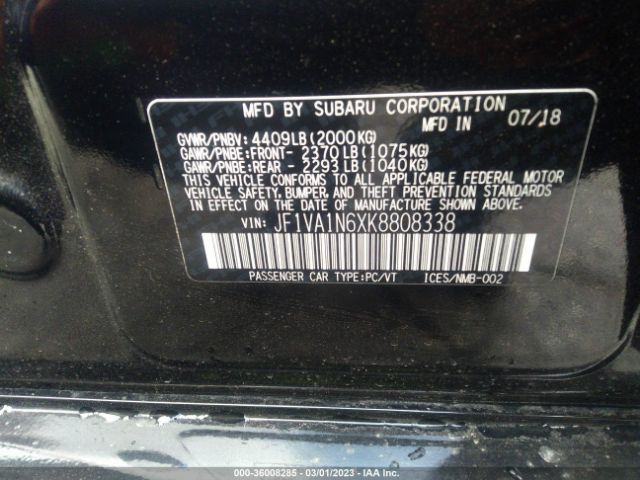 MFD BY SUBARU CORPORATION
MFD IN 07/18
GVWR/PNBV: 4409LB(2000KG)
GAWR/PNBE:FRONT- 2370LB(1075KG)
GAWR/PNBE:REAR - 2293LB(1040KG)
THIS VEHICLE CONFORMS TO ALL APPLICABLE FEDERAL MOTOR
VEHICLE SAFETY, BUMPER, AND THEFT PREVENTION STANDARDS
IN EFFECT ON THE DATE OF MANUFACTURE SHOWN ABOVE.
VIN: JF1VA1N6XK8808338
PASSENGER CAR TYPE:PC/VT ICES/NMB-002
000-36008285 - 03/01/2023 - IAA Inc.